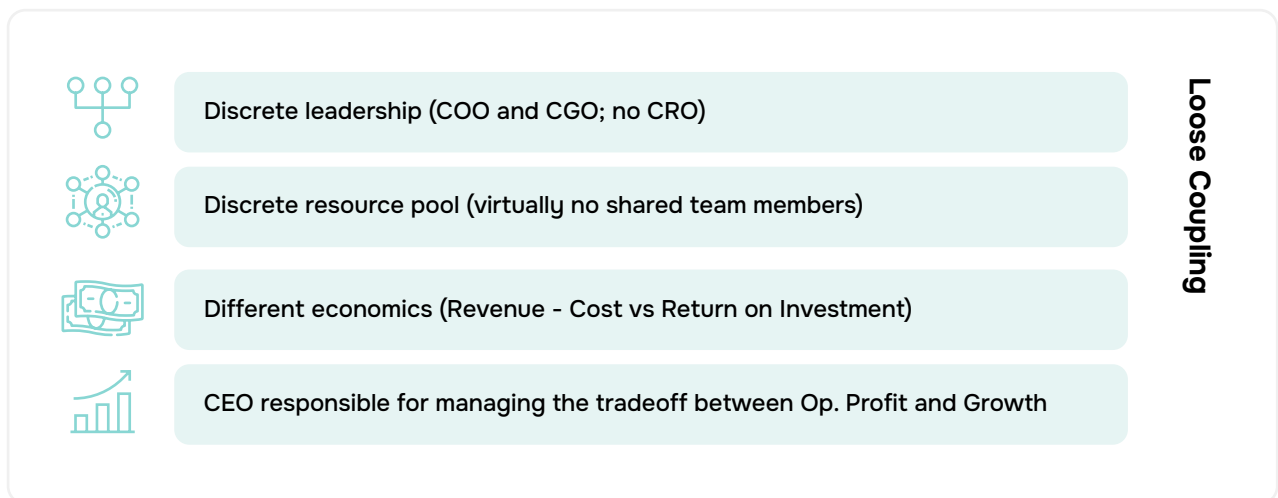 Discrete leadership (COO and CGO; no CRO)
Discrete resource pool (virtually no shared team members)
Different economics (Revenue - Cost vs Return on Investment)
CEO responsible for managing the tradeoff between Op. Profit and Growth
Loose Coupling